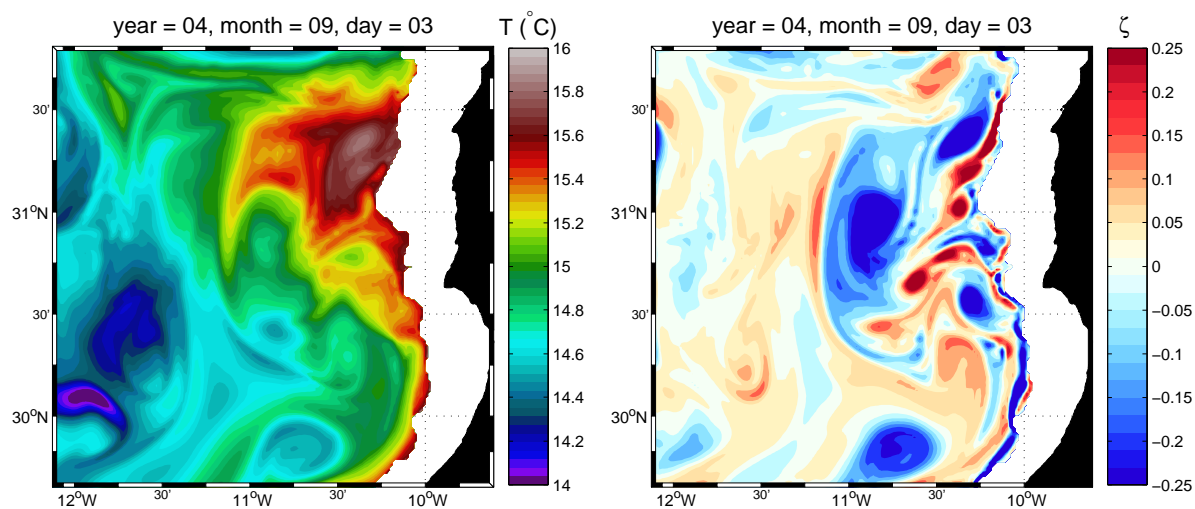 year = 04, month = 09, day = 03
T (°C)
16
15.8
15.6
15.4
15.2
15
14.8
14.6
14.4
14.2
14
30'
31°N
30'
30°N
12°W
30'
11°W
30'
10°W
year = 04, month = 09, day = 03
ζ
0.25
0.2
0.15
0.1
0.05
0
−0.05
−0.1
−0.15
−0.2
−0.25
30'
31°N
30'
30°N
12°W
30'
11°W
30'
10°W